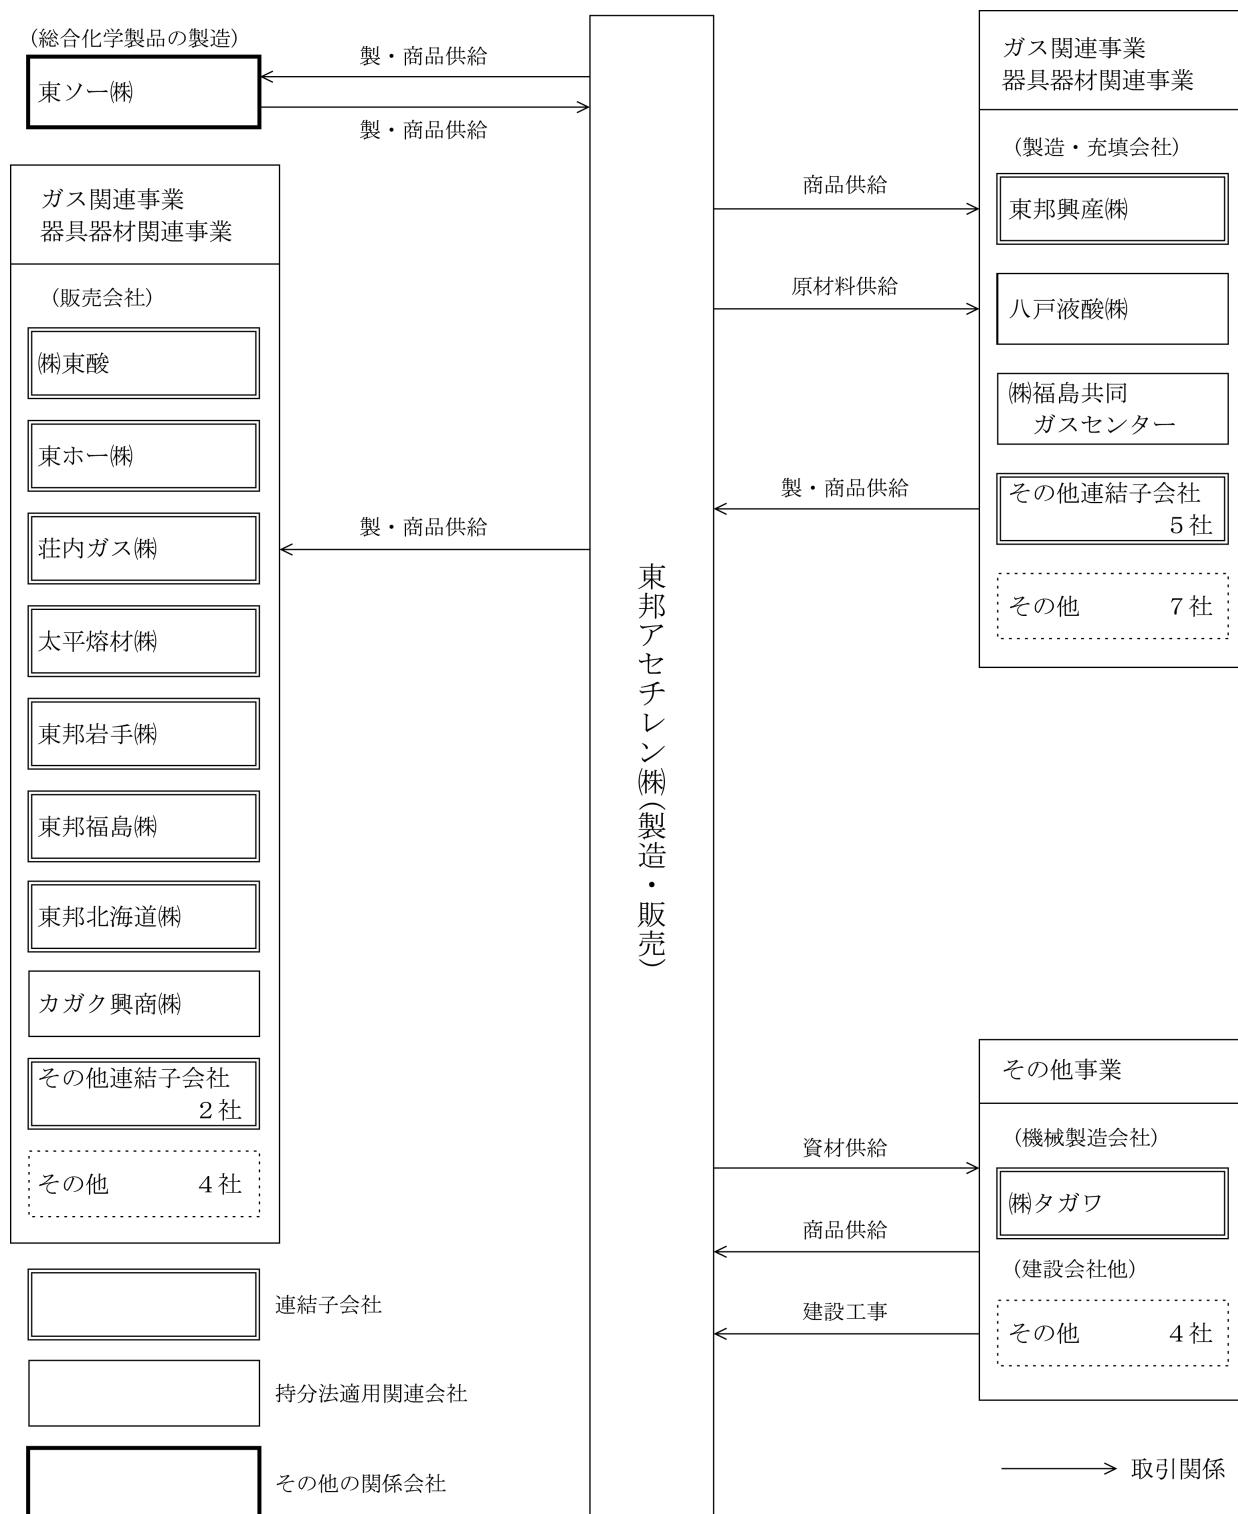 (総合化学製品の製造)
東ソー㈱
製・商品供給
製・商品供給
ガス関連事業
器具器材関連事業
(販売会社)
㈱東酸
東ホー㈱
荘内ガス㈱
太平熔材㈱
東邦岩手㈱
東邦福島㈱
東邦北海道㈱
カガク興商㈱
その他連結子会社
2社
その他 4社
製・商品供給
東邦アセチレン㈱(製造・販売)
ガス関連事業
器具器材関連事業
(製造・充填会社)
商品供給
東邦興産㈱
原材料供給
八戸液酸㈱
㈱福島共同
ガスセンター
製・商品供給
その他連結子会社
5社
その他 7社
その他事業
(機械製造会社)
資材供給
㈱タガワ
商品供給
(建設会社他)
建設工事
その他 4社
連結子会社
持分法適用関連会社
その他の関係会社
取引関係